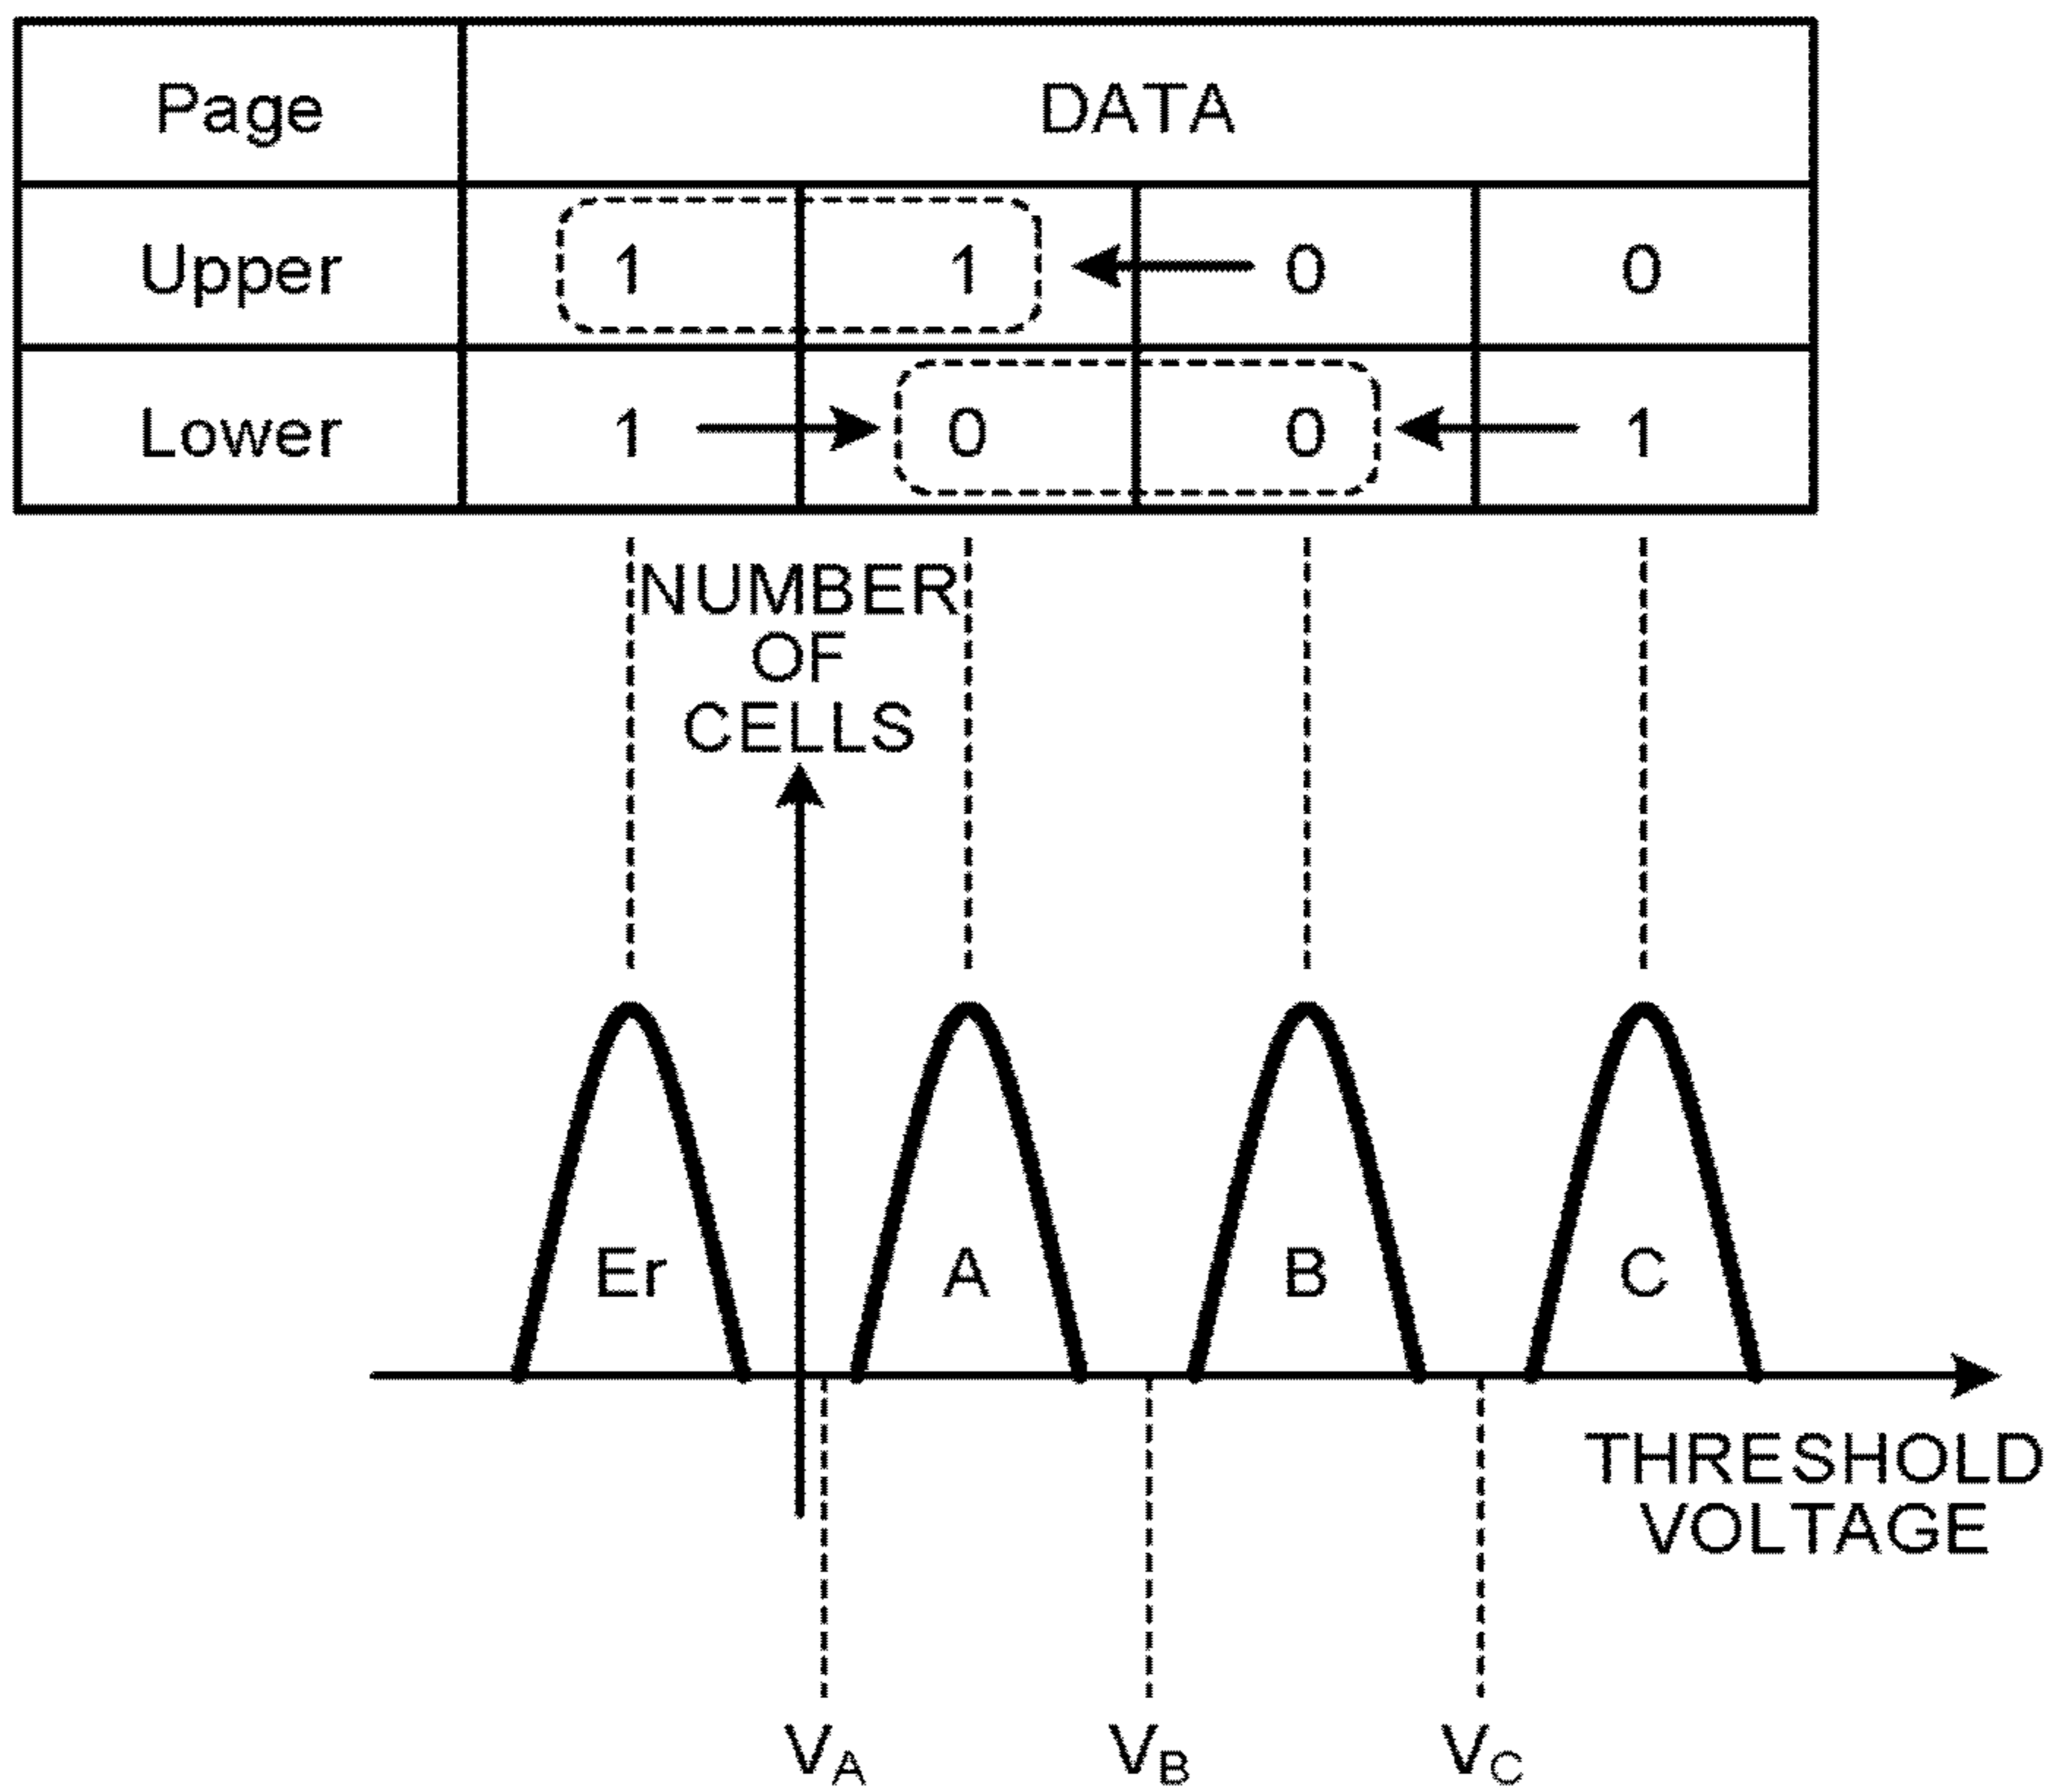 Page DATA
Upper 1 1 0 0
Lower 1 0 0 1
NUMBER
OF
CELLS
Er A B C
THRESHOLD
VOLTAGE
VA VB VC